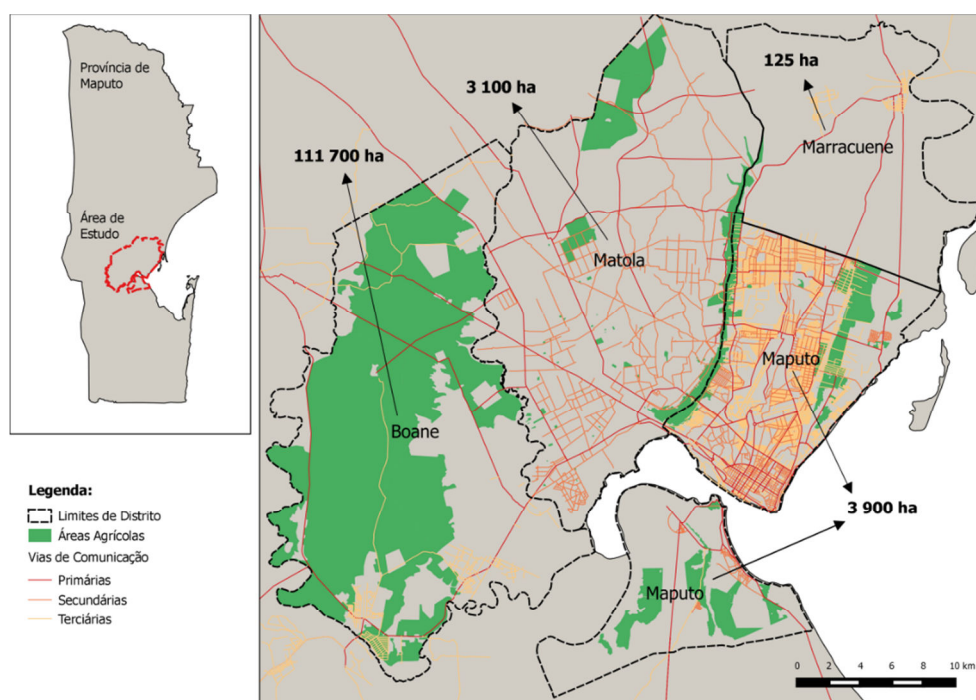 Província de
Maputo
Área de
Estudo
Legenda:
Limites de Distrito
Áreas Agrícolas
Vias de Comunicação
Primárias
Secundárias
Terciárias
125 ha
3 100 ha
Marracuene
111 700 ha
Matola
Maputo
Boane
3 900 ha
Maputo
0 2 4 6 8 10 km